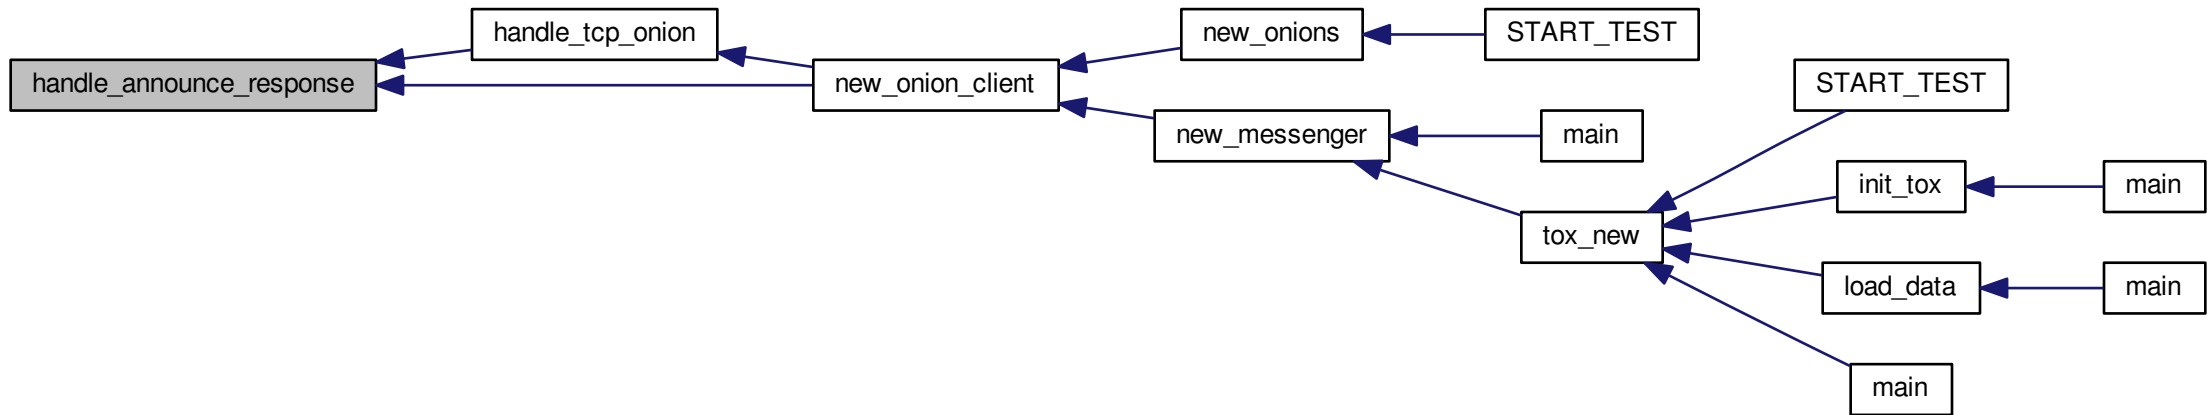 handle_announce_response
handle_tcp_onion
new_onion_client
new_onions
START_TEST
new_messenger
main
tox_new
START_TEST
init_tox
main
load_data
main
main